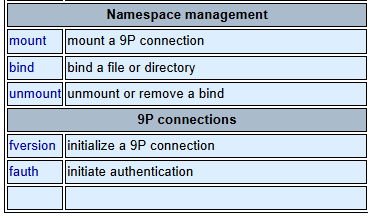 Namespace management
mount mount a 9P connection
bind bind a file or directory
unmount unmount or remove a bind
9P connections
fversion initialize a 9P connection
fauth initiate authentication